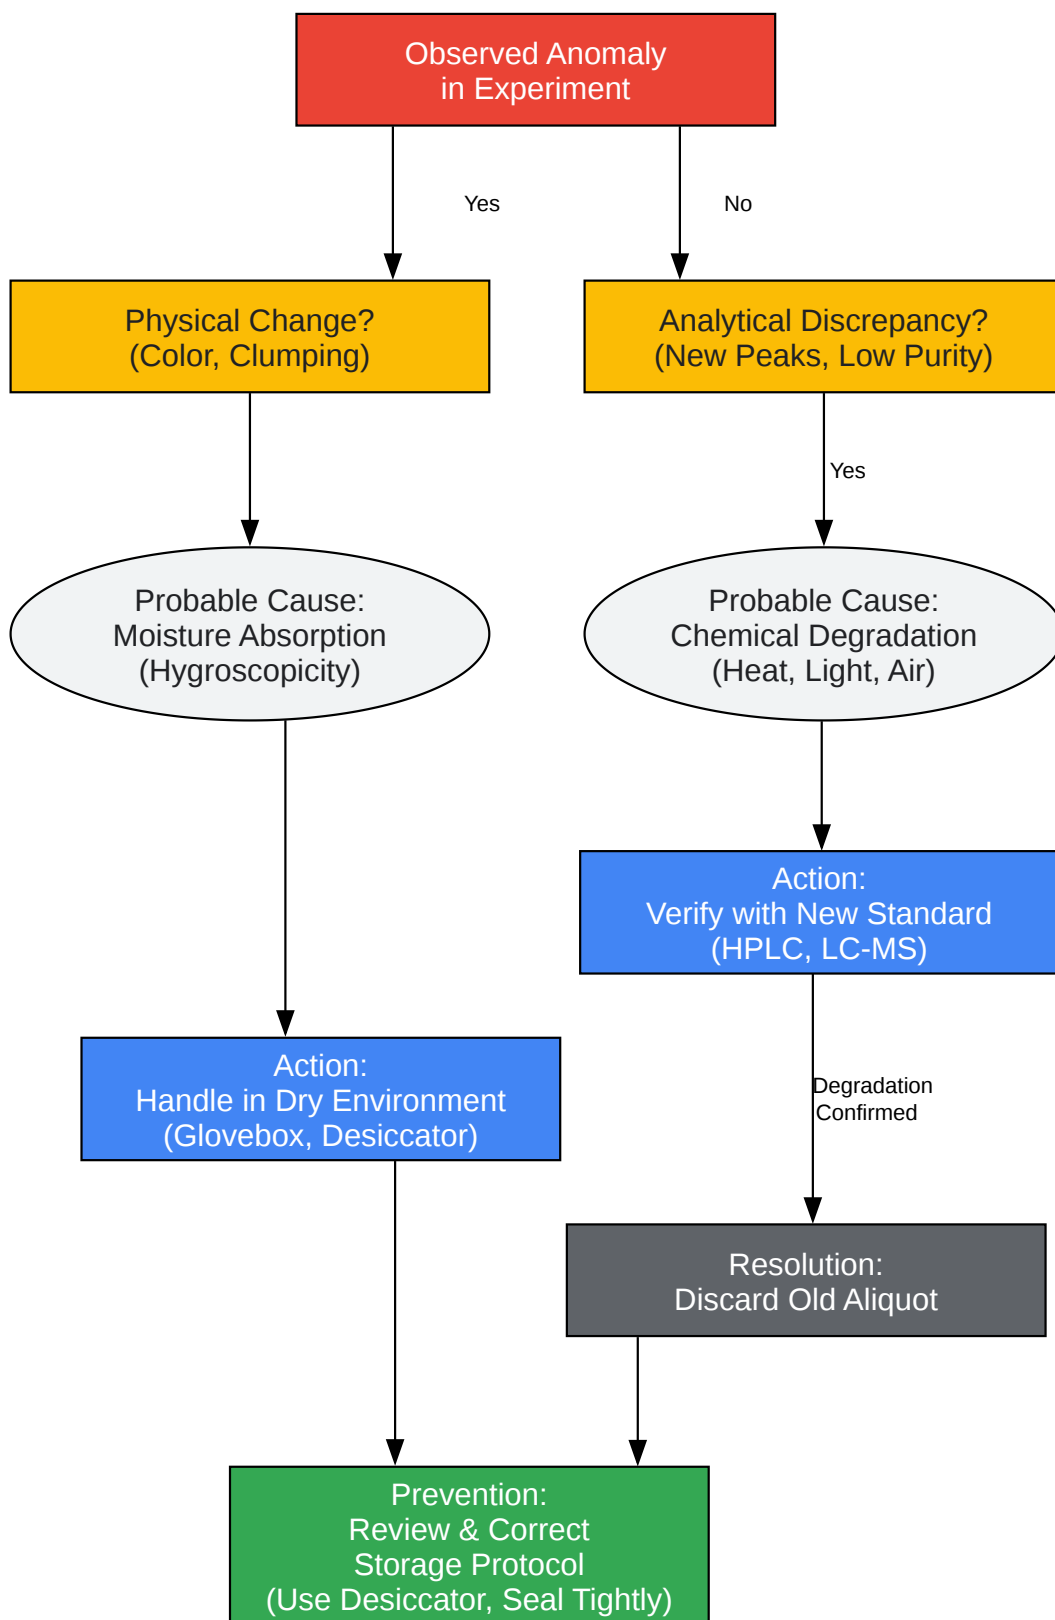 Observed Anomaly
in Experiment
Yes
No
Physical Change?
(Color, Clumping)
Analytical Discrepancy?
(New Peaks, Low Purity)
Yes
Probable Cause:
Moisture Absorption
(Hygroscopicity)
Probable Cause:
Chemical Degradation
(Heat, Light, Air)
Action:
Verify with New Standard
(HPLC, LC-MS)
Action:
Handle in Dry Environment
(Glovebox, Desiccator)
Degradation
Confirmed
Resolution:
Discard Old Aliquot
Prevention:
Review & Correct
Storage Protocol
(Use Desiccator, Seal Tightly)